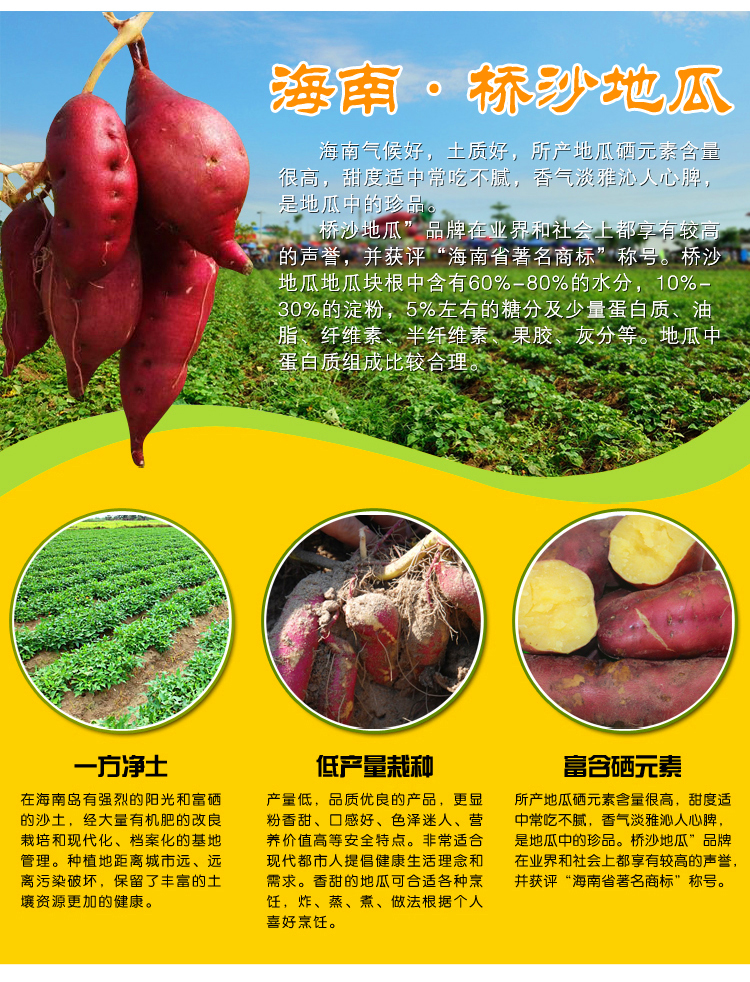 海南·桥沙地瓜
海南气候好，土质好，所产地瓜硒元素含量
很高，甜度适中常吃不腻，香气淡雅沁人心脾，
是地瓜中的珍品。
桥沙地瓜”品牌在业界和社会上都享有较高
的声誉，并获评“海南省著名商标”称号。桥沙
地瓜地瓜块根中含有60%-80%的水分，10%-
30%的淀粉，5%左右的糖分及少量蛋白质、油
脂、纤维素、半纤维素、果胶、灰分等。地瓜中
蛋白质组成比较合理。
一方净土
在海南岛有强烈的阳光和富硒
的沙土，经大量有机肥的改良
栽培和现代化、档案化的基地
管理。种植地距离城市远、远
离污染破坏，保留了丰富的土
壤资源更加的健康。
低产量栽种
产量低，品质优良的产品，更显
粉香甜、口感好、色泽迷人、营
养价值高等安全特点。非常适合
现代都市人提倡健康生活理念和
需求。香甜的地瓜可合适各种烹
饪，炸、蒸、煮、做法根据个人
喜好烹饪。
富含硒元素
所产地瓜硒元素含量很高，甜度适
中常吃不腻，香气淡雅沁人心脾，
是地瓜中的珍品。桥沙地瓜”品牌
在业界和社会上都享有较高的声誉，
并获评“海南省著名商标”称号。